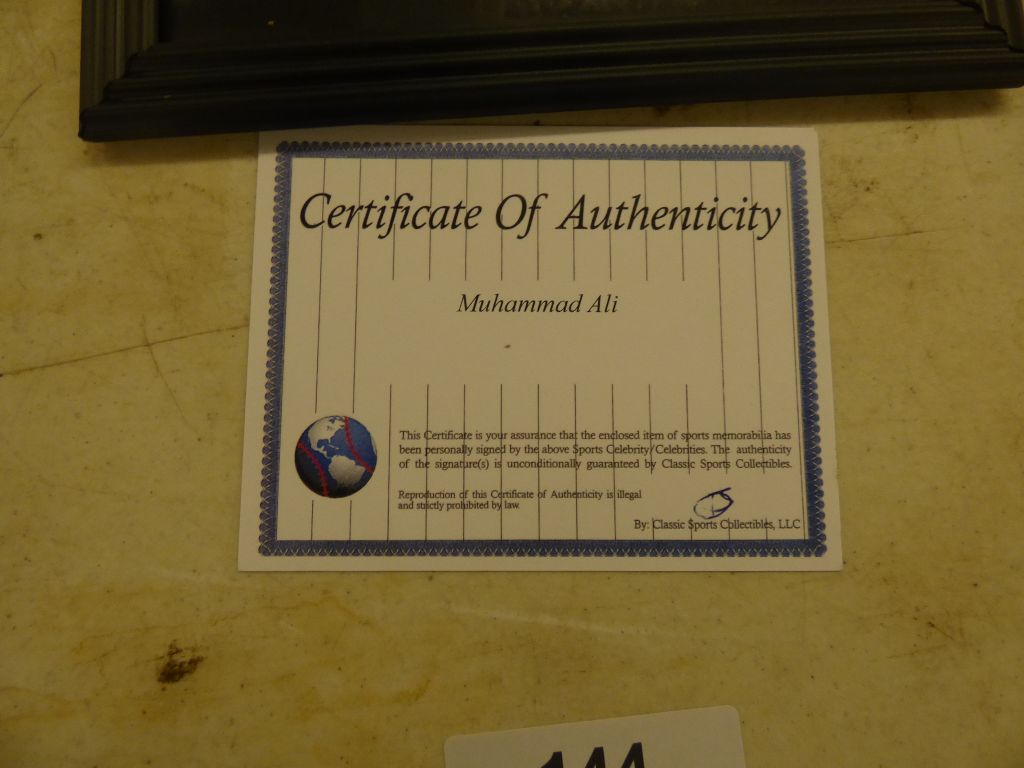 Certificate Of Authenticity
Muhammad Ali
This Certificate is your assurance that the enclosed item of sports memorabilia has
been personally signed by the above Sports Celebrity/Celebrities. The authenticity
of the signature(s) is unconditionally guaranteed by Classic Sports Collectibles.
Reproduction of this Certificate of Authenticity is illegal
and strictly prohibited by law.
By: Classic Sports Collectibles, LLC
144